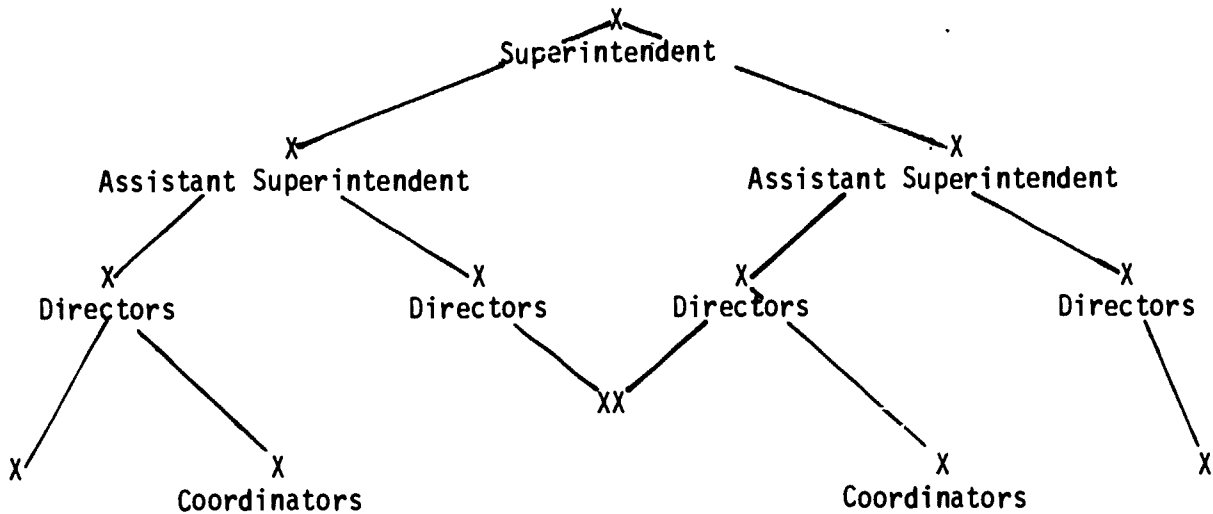 X
Superintendent
X X
Assistant Superintendent Assistant Superintendent
X X X X
Directors Directors Directors Directors
XX
X X X X
Coordinators Coordinators